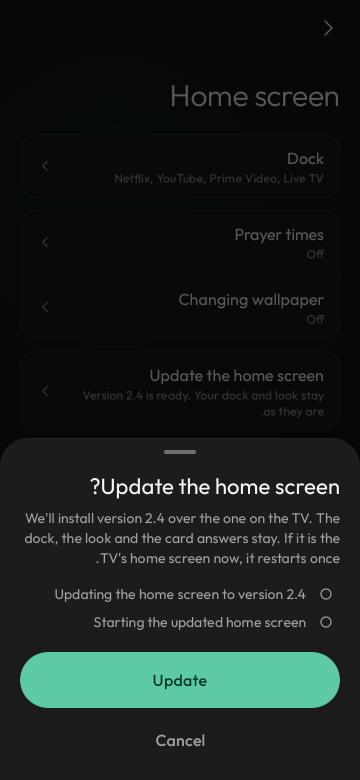 Home screen
Dock
Netflix, YouTube, Prime Video, Live TV
Prayer times
Off
Changing wallpaper
Off
Update the home screen
Version 2.4 is ready. Your dock and look stay
.as they are
?Update the home screen
We'll install version 2.4 over the one on the TV. The
dock, the look and the card answers stay. If it is the
.TV's home screen now, it restarts once
Updating the home screen to version 2.4
Starting the updated home screen
Update
Cancel